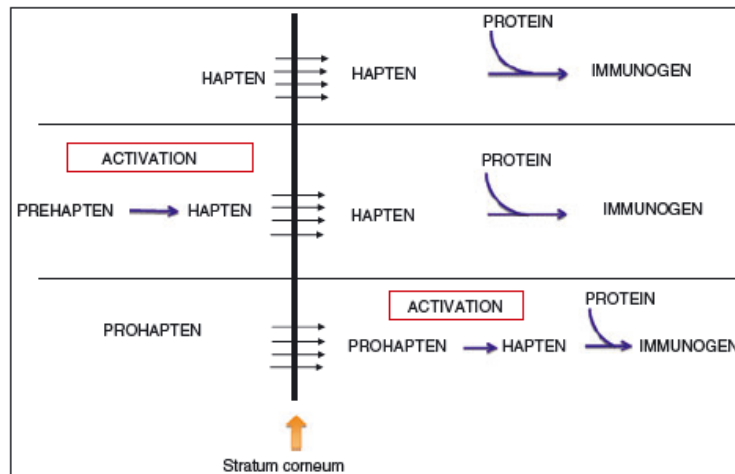 PROTEIN
HAPTEN HAPTEN IMMUNOGEN
ACTIVATION
PROTEIN
PREHAPTEN HAPTEN HAPTEN IMMUNOGEN
ACTIVATION
PROTEIN
PROHAPTEN
PROHAPTEN HAPTEN IMMUNOGEN
Stratum corneum